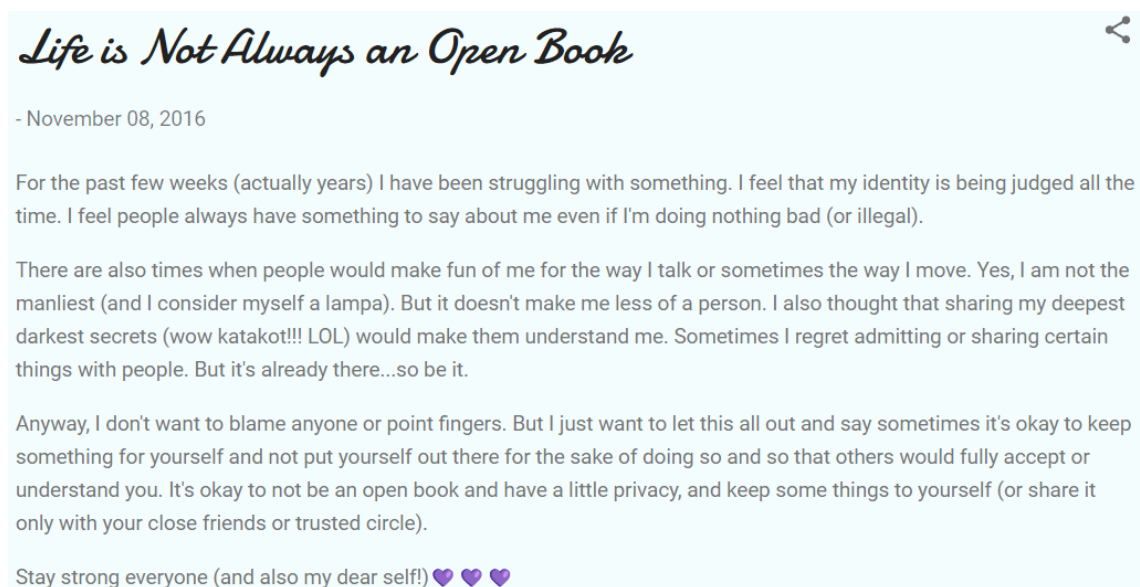 Life is Not Always an Open Book
- November 08, 2016
For the past few weeks (actually years) I have been struggling with something. I feel that my identity is being judged all the
time. I feel people always have something to say about me even if I'm doing nothing bad (or illegal).
There are also times when people would make fun of me for the way I talk or sometimes the way I move. Yes, I am not the
manliest (and I consider myself a lampa). But it doesn't make me less of a person. I also thought that sharing my deepest
darkest secrets (wow katakot!!! LOL) would make them understand me. Sometimes I regret admitting or sharing certain
things with people. But it's already there...so be it.
Anyway, I don't want to blame anyone or point fingers. But I just want to let this all out and say sometimes it's okay to keep
something for yourself and not put yourself out there for the sake of doing so and so that others would fully accept or
understand you. It's okay to not be an open book and have a little privacy, and keep some things to yourself (or share it
only with your close friends or trusted circle).
Stay strong everyone (and also my dear self!)💜 💜 💜